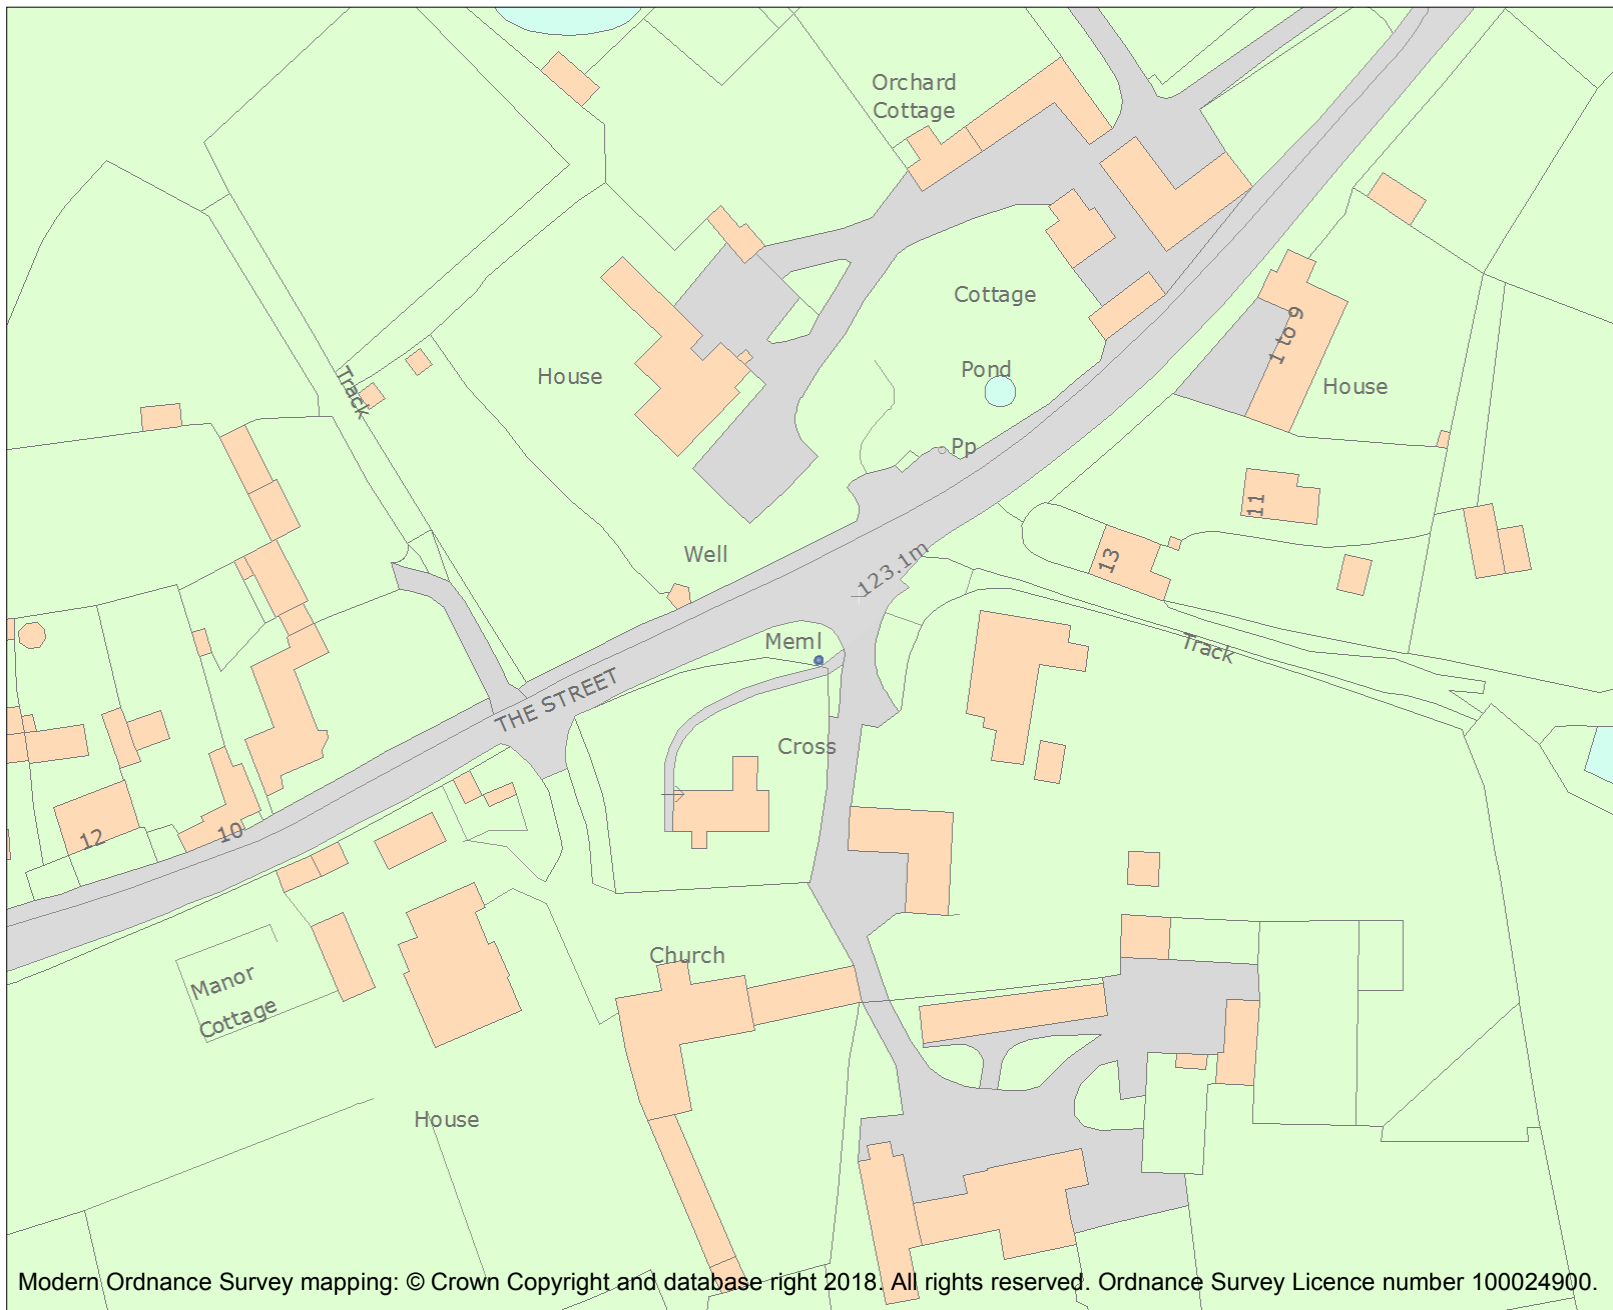 Orchard
Cottage
Cottage
1 to 9
House
House
Track
Pond
Pp
11
Well
123.1m
13
Meml
Track
THE STREET
Cross
12
10
Church
Manor
Cottage
House
Modern Ordnance Survey mapping: © Crown Copyright and database right 2018. All rights reserved. Ordnance Survey Licence number 100024900.